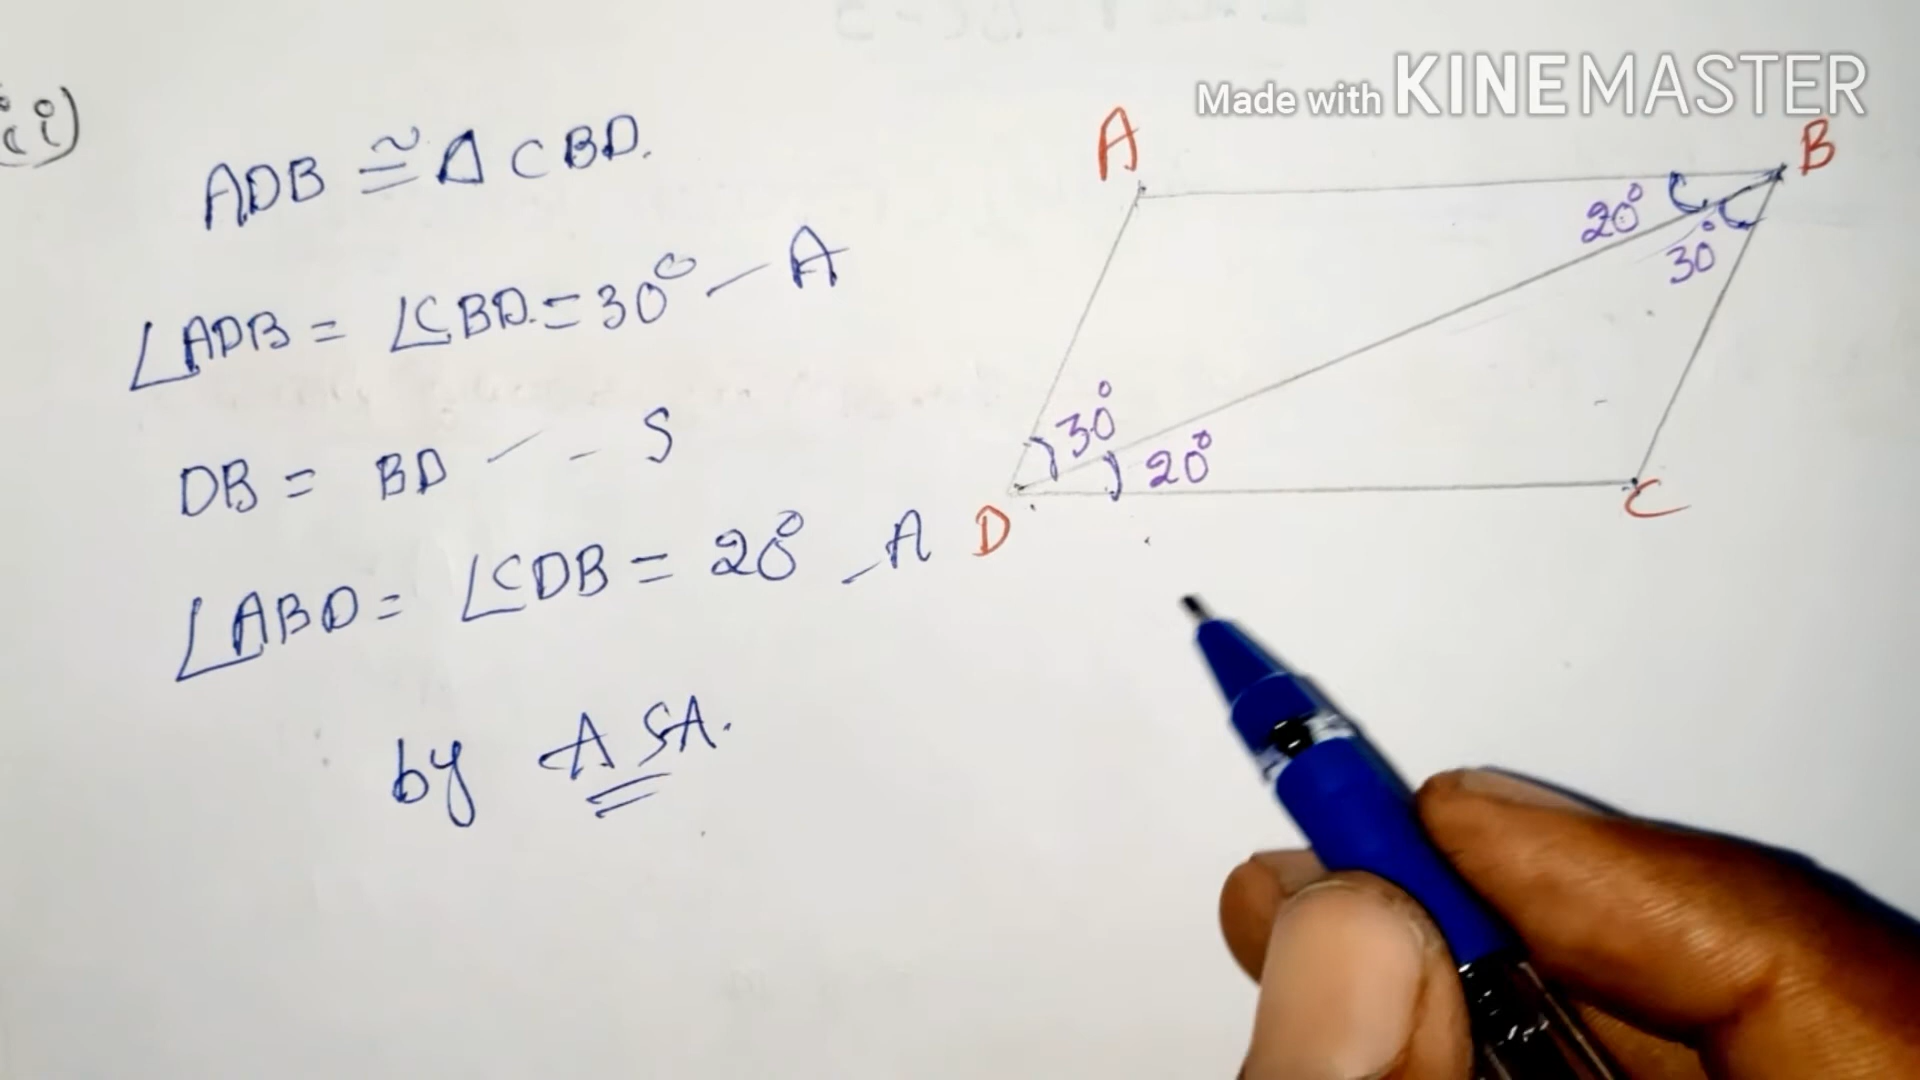 Made with KINEMASTER
ii)
ADB ≅ Δ CBD.
∠ADB = ∠CBD. = 30° — A
DB = BD - - S
∠ABD = ∠CDB = 20° - A
by ASA.
A
B
20°
30°
30°
20°
D
C